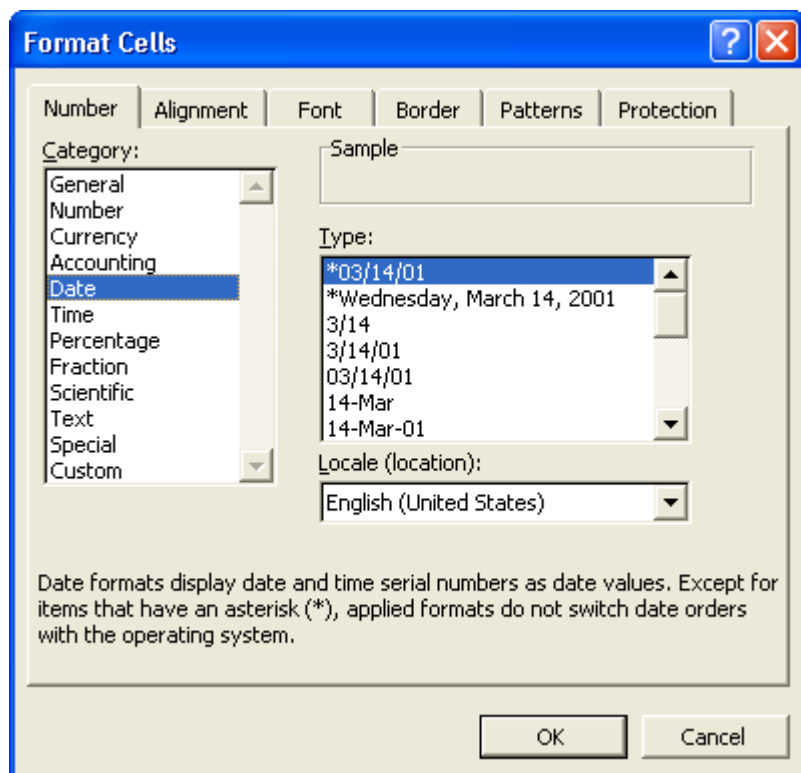 Format Cells
Number Alignment Font Border Patterns Protection
Category:
General
Number
Currency
Accounting
Date
Time
Percentage
Fraction
Scientific
Text
Special
Custom
Sample
Type:
*03/14/01
*Wednesday, March 14, 2001
3/14
3/14/01
03/14/01
14-Mar
14-Mar-01
Locale (location):
English (United States)
Date formats display date and time serial numbers as date values. Except for
items that have an asterisk (*), applied formats do not switch date orders
with the operating system.
OK Cancel